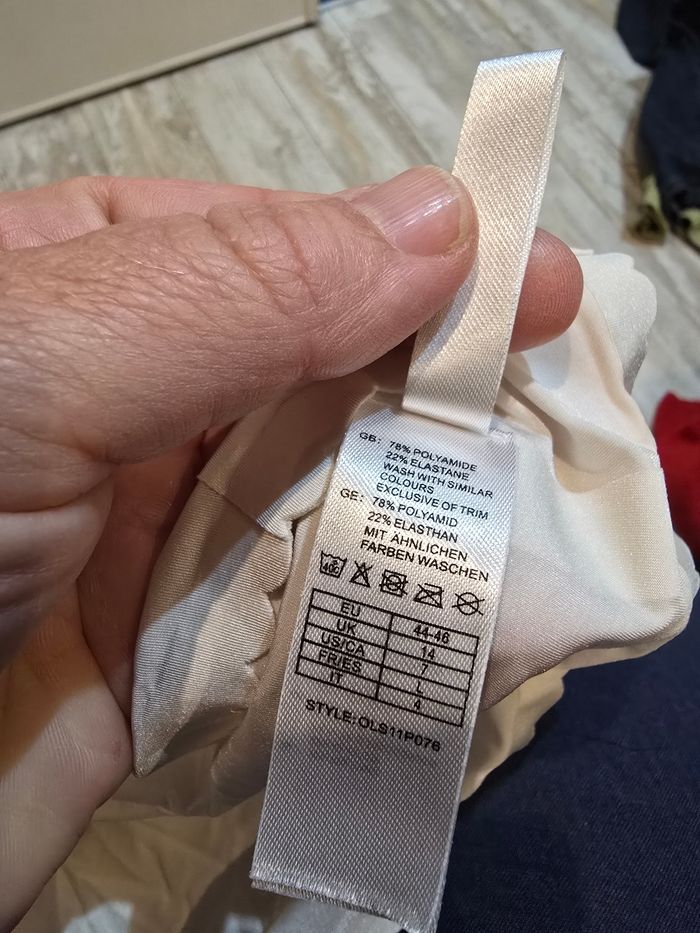 GB: 78% POLYAMIDE
22% ELASTANE
WASH WITH SIMILAR
COLOURS
EXCLUSIVE OF TRIM
GE: 78% POLYAMID
22% ELASTHAN
MIT ÄHNLICHEN
FARBEN WASCHEN
40
EU 44-46
UK 14
US/CA 7
FR/ES L
IT 4
STYLE: OLS11P076